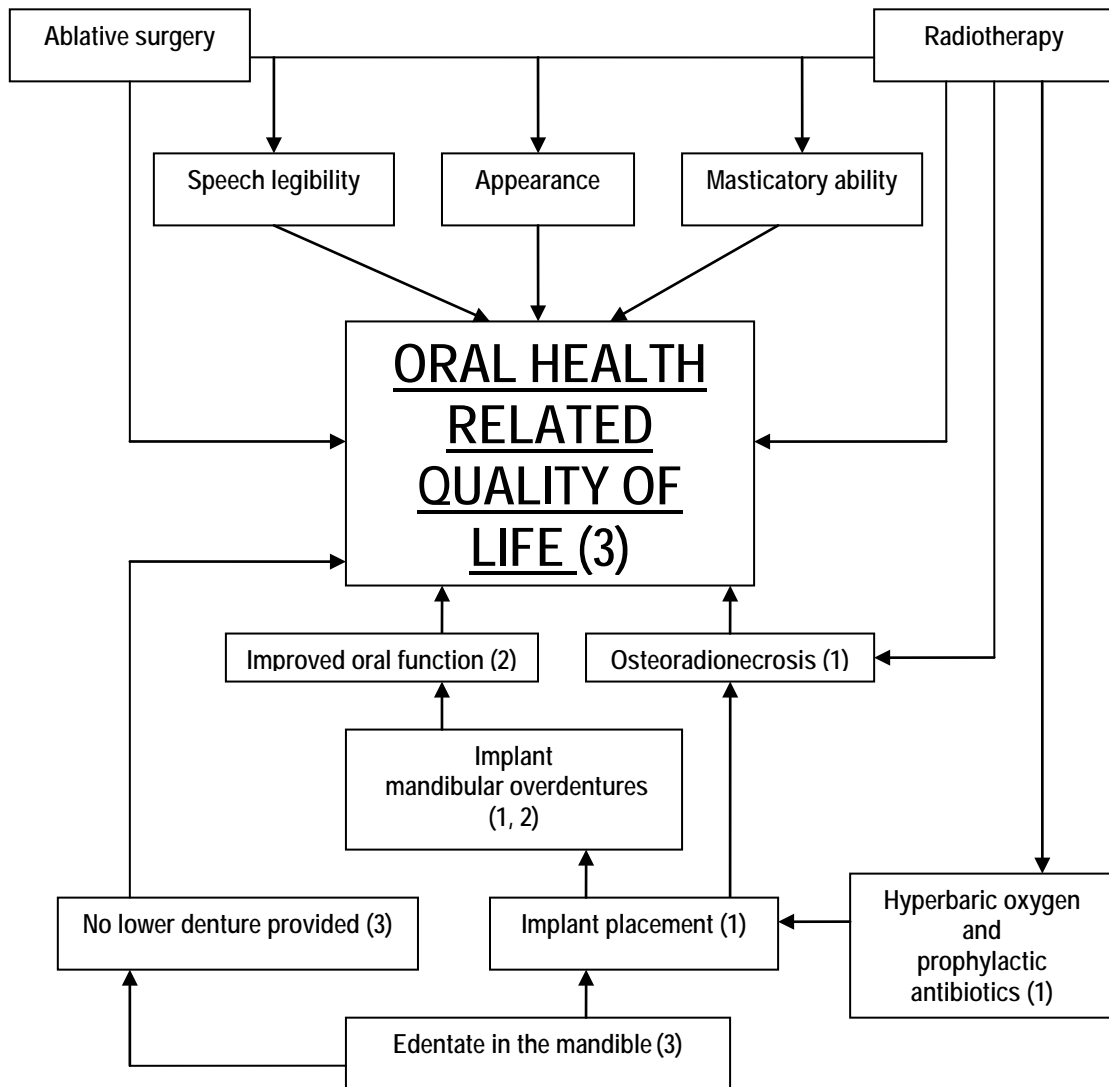 Ablative surgery
Radiotherapy
Speech legibility
Appearance
Masticatory ability
ORAL HEALTH
RELATED
QUALITY OF
LIFE (3)
Improved oral function (2)
Osteoradionecrosis (1)
Implant
mandibular overdentures
(1, 2)
No lower denture provided (3)
Implant placement (1)
Hyperbaric oxygen
and
prophylactic
antibiotics (1)
Edentate in the mandible (3)